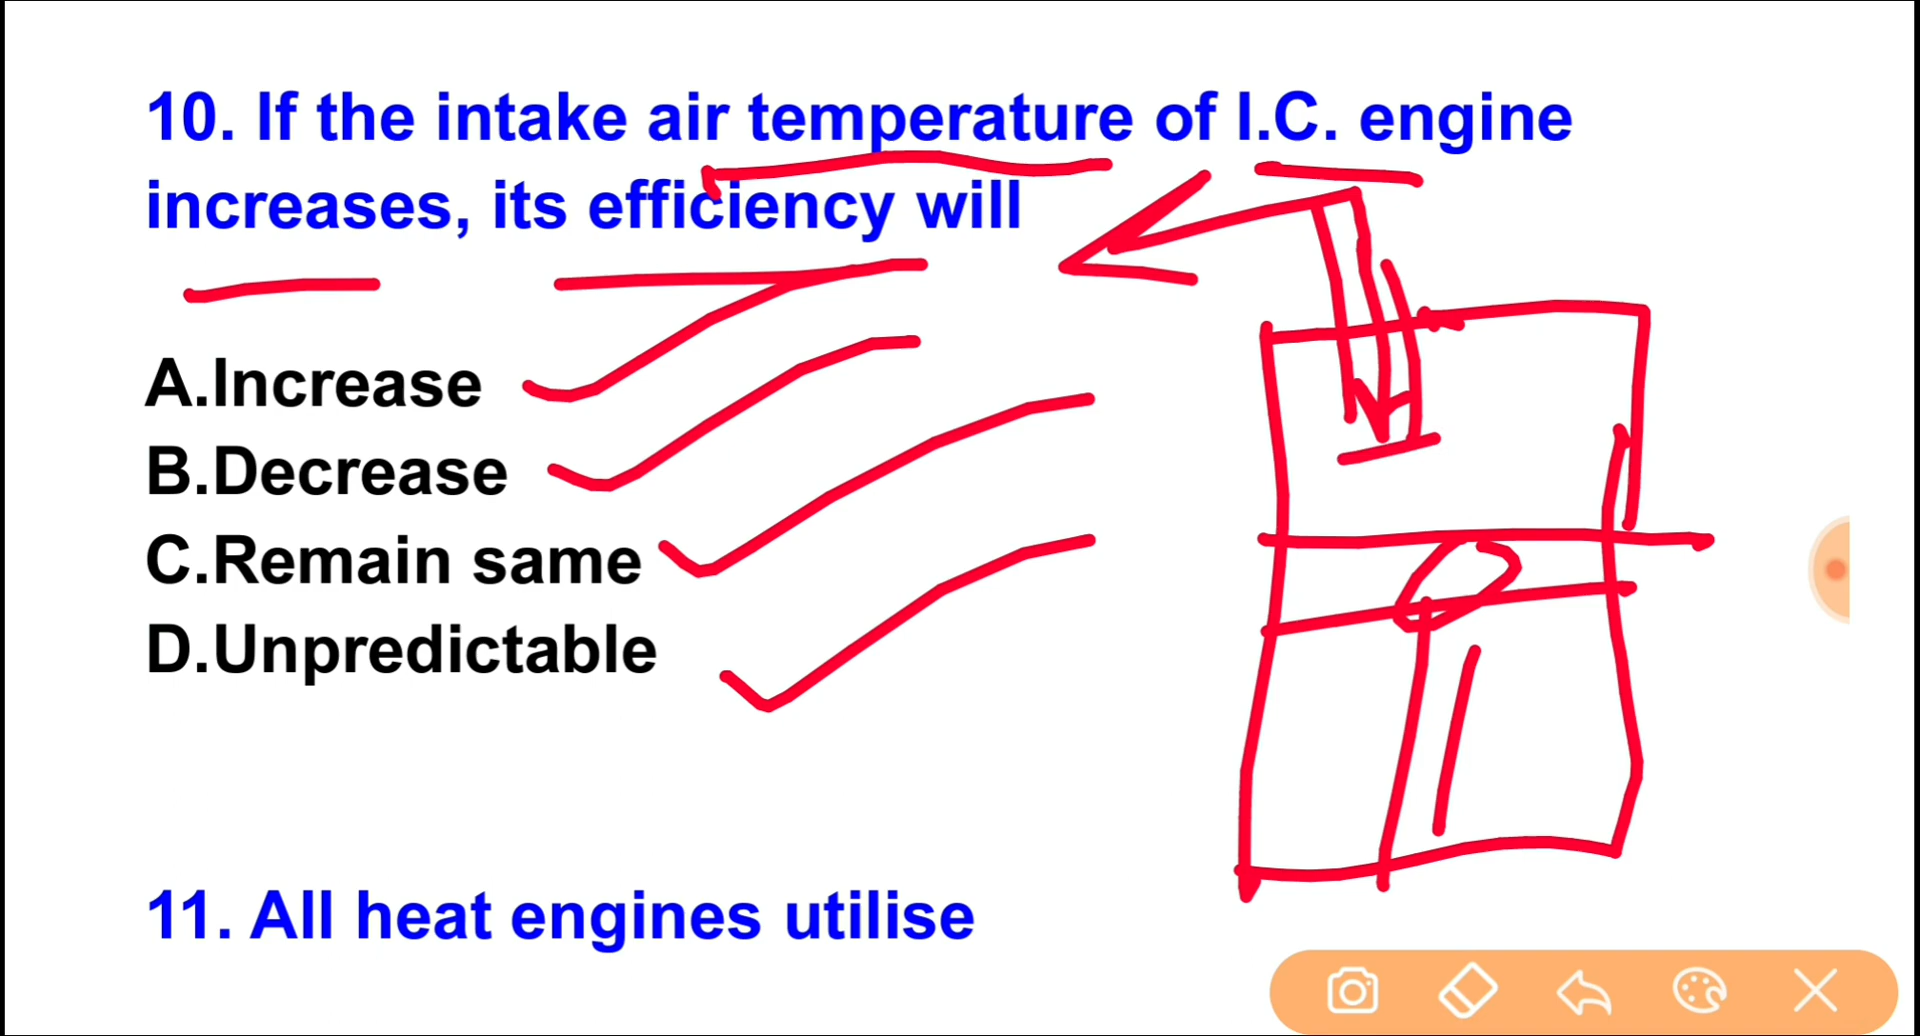 10. If the intake air temperature of I.C. engine
increases, its efficiency will
A.Increase
B.Decrease
C.Remain same
D.Unpredictable
11. All heat engines utilise